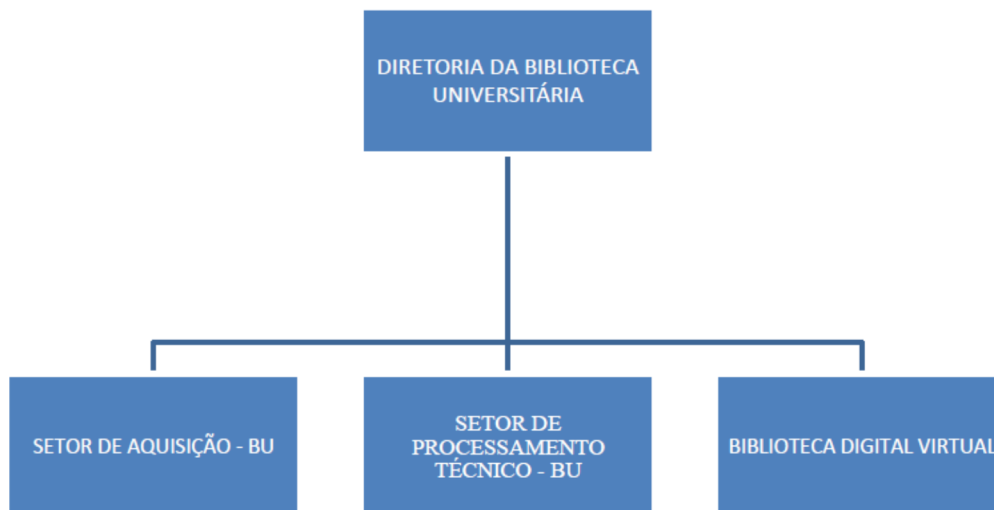 DIRETORIA DA BIBLIOTECA
UNIVERSITÁRIA
SETOR DE AQUISIÇÃO - BU
SETOR DE
PROCESSAMENTO
TÉCNICO - BU
BIBLIOTECA DIGITAL VIRTUAL